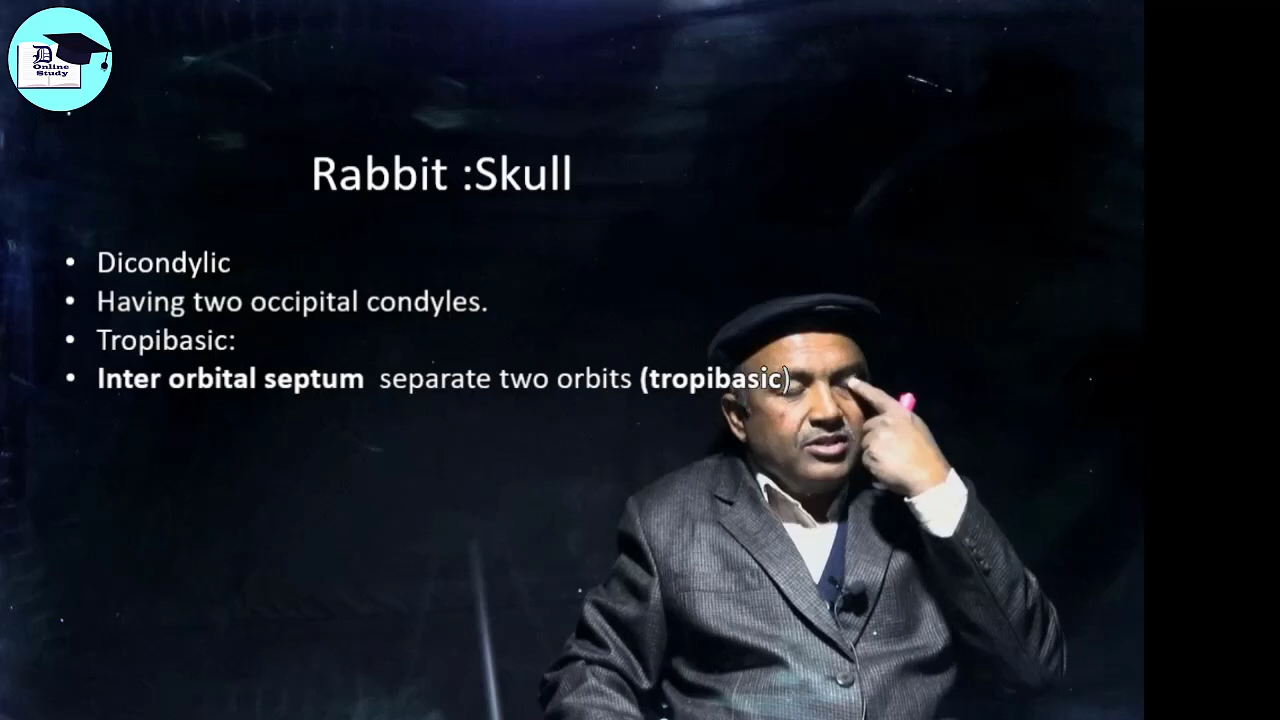 D
Online
Study
Rabbit :Skull
• Dicondylic
• Having two occipital condyles.
• Tropibasic:
• Inter orbital septum separate two orbits (tropibasic)